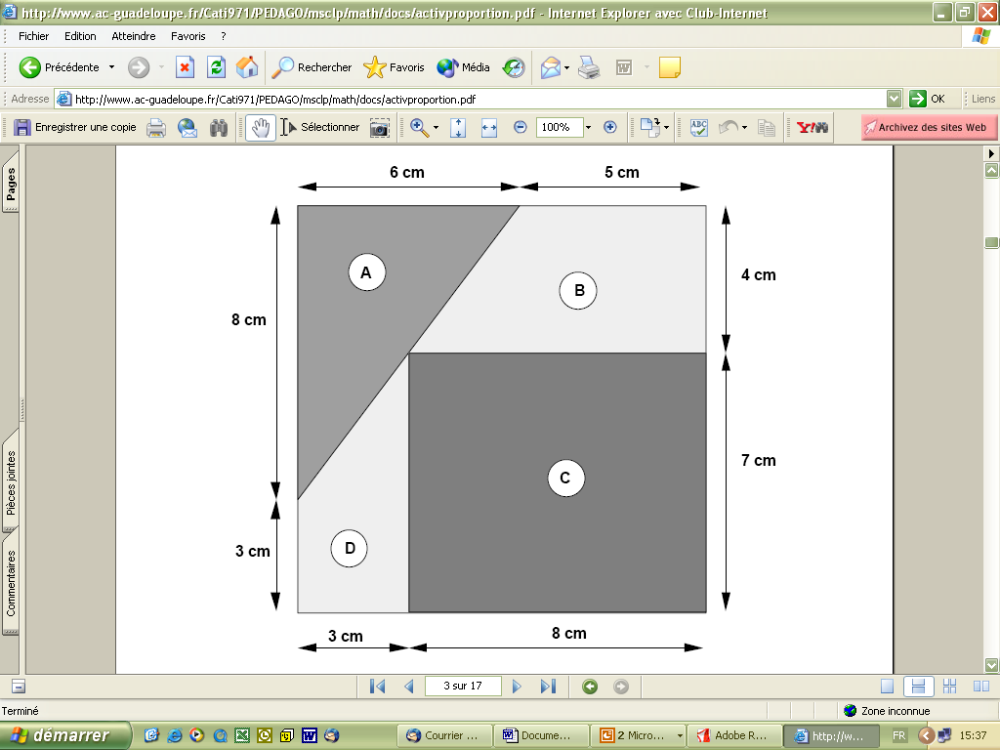 http://www.ac-guadeloupe.fr/Cati971/PEDAGO/msclp/math/docs/activproportion.pdf - Internet Explorer avec Club-Internet
Fichier Edition Atteindre Favoris ?
Précédente Rechercher Favoris Média
Adresse http://www.ac-guadeloupe.fr/Cati971/PEDAGO/msclp/math/docs/activproportion.pdf OK Liens
Enregistrer une copie Sélectionner 100% Y! Archivez des sites Web
Pages
Pièces jointes
Commentaires
6 cm 5 cm
A
B
4 cm
8 cm
7 cm
C
D
3 cm
3 cm 8 cm
3 sur 17
Terminé Zone inconnue
démarrer Courrier ... Docume... 2 Micro... Adobe R... http://w... FR 15:37